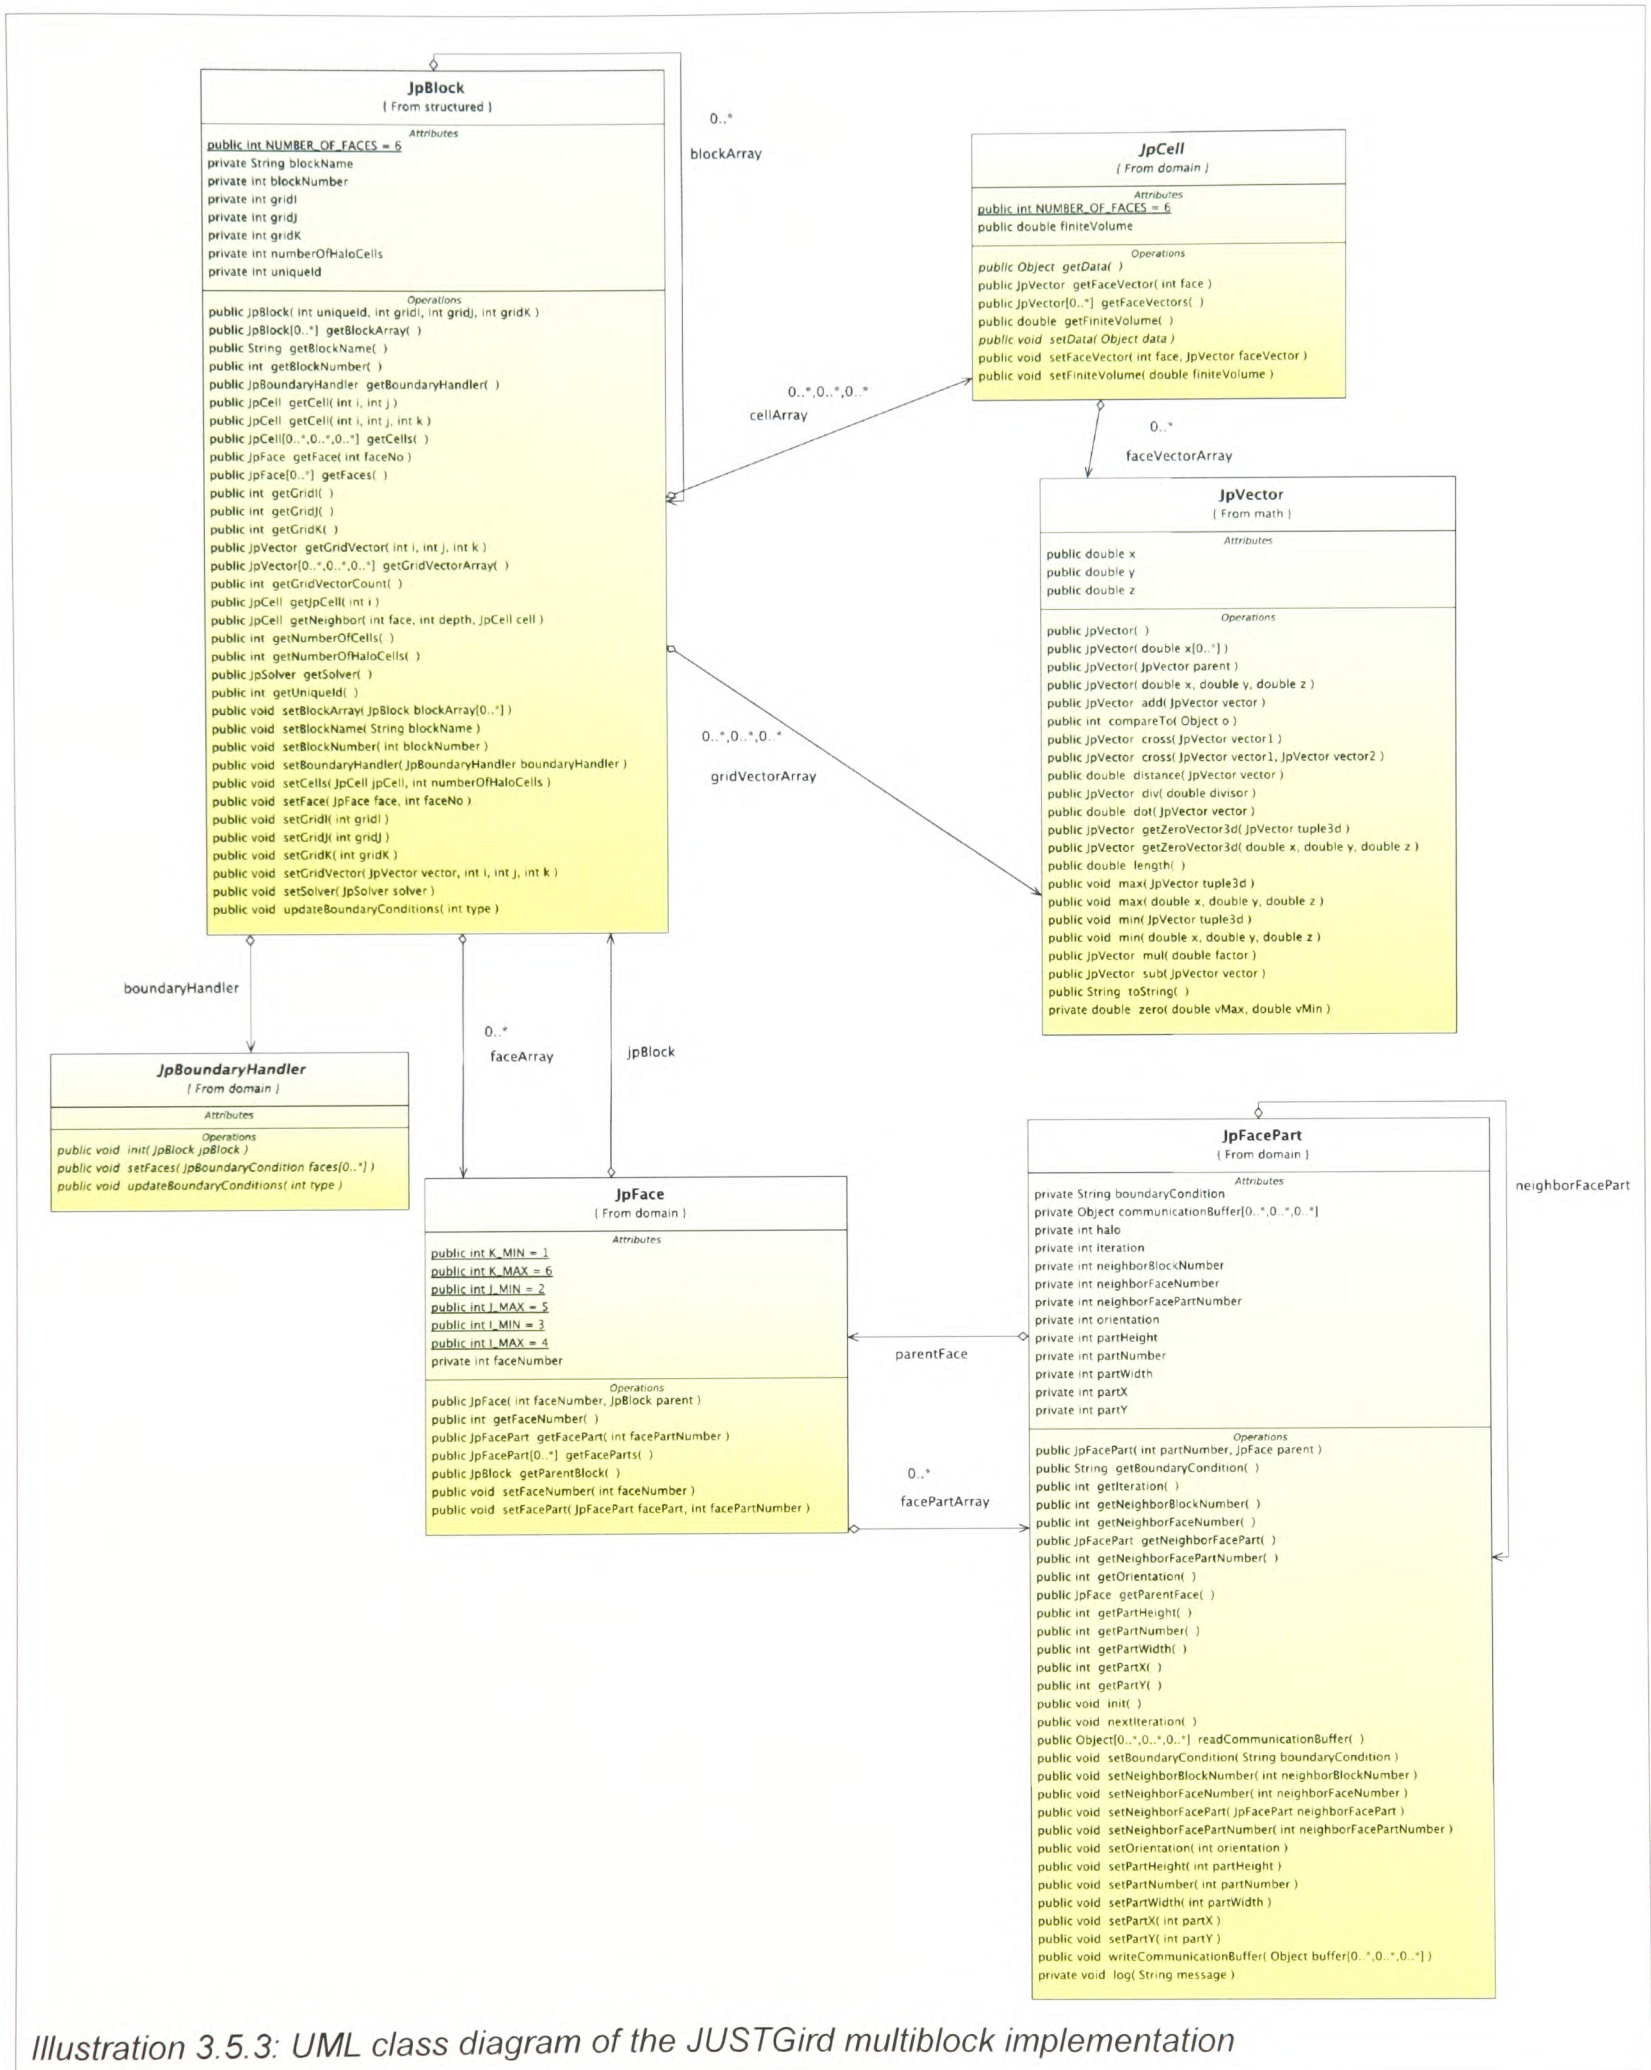 JpBlock
{ From structured }
Attributes
public int NUMBER_OF_FACES = 6
private String blockName
private int blockNumber
private int gridI
private int gridJ
private int gridK
private int numberOfHaloCells
private int uniqueId
Operations
public JpBlock( int uniqueId, int gridI, int gridJ, int gridK )
public JpBlock[0..*] getBlockArray( )
public String getBlockName( )
public int getBlockNumber( )
public JpBoundaryHandler getBoundaryHandler( )
public JpCell getCell( int i, int j )
public JpCell getCell( int i, int j, int k )
public JpCell[0..*,0..*,0..*] getCells( )
public JpFace getFace( int faceNo )
public JpFace[0..*] getFaces( )
public int getGridI( )
public int getGridJ( )
public int getGridK( )
public JpVector getGridVector( int i, int j, int k )
public JpVector[0..*,0..*,0..*] getGridVectorArray( )
public int getGridVectorCount( )
public JpCell getJpCell( int i )
public JpCell getNeighbor( int face, int depth, JpCell cell )
public int getNumberOfCells( )
public int getNumberOfHaloCells( )
public JpSolver getSolver( )
public int getUniqueId( )
public void setBlockArray( JpBlock blockArray[0..*] )
public void setBlockName( String blockName )
public void setBlockNumber( int blockNumber )
public void setBoundaryHandler( JpBoundaryHandler boundaryHandler )
public void setCells( JpCell jpCell, int numberOfHaloCells )
public void setFace( JpFace face, int faceNo )
public void setGridI( int gridI )
public void setGridJ( int gridJ )
public void setGridK( int gridK )
public void setGridVector( JpVector vector, int i, int j, int k )
public void setSolver( JpSolver solver )
public void updateBoundaryConditions( int type )
0..*
blockArray
JpCell
{ From domain }
Attributes
public int NUMBER_OF_FACES = 6
public double finiteVolume
Operations
public Object getData( )
public JpVector getFaceVector( int face )
public JpVector[0..*] getFaceVectors( )
public double getFiniteVolume( )
public void setData( Object data )
public void setFaceVector( int face, JpVector faceVector )
public void setFiniteVolume( double finiteVolume )
0..*,0..*,0..*
cellArray
0..*
faceVectorArray
JpVector
{ From math }
Attributes
public double x
public double y
public double z
Operations
public JpVector( )
public JpVector( double x[0..*] )
public JpVector( JpVector parent )
public JpVector( double x, double y, double z )
public JpVector add( JpVector vector )
public int compareTo( Object o )
public JpVector cross( JpVector vector1 )
public JpVector cross( JpVector vector1, JpVector vector2 )
public double distance( JpVector vector )
public JpVector div( double divisor )
public double dot( JpVector vector )
public JpVector getZeroVector3d( JpVector tuple3d )
public JpVector getZeroVector3d( double x, double y, double z )
public double length( )
public void max( JpVector tuple3d )
public void max( double x, double y, double z )
public void min( JpVector tuple3d )
public void min( double x, double y, double z )
public JpVector mul( double factor )
public JpVector sub( JpVector vector )
public String toString( )
private double zero( double vMax, double vMin )
0..*,0..*,0..*
gridVectorArray
boundaryHandler
0..*
faceArray
jpBlock
JpBoundaryHandler
{ From domain }
Attributes
Operations
public void init( JpBlock jpBlock )
public void setFaces( JpBoundaryCondition faces[0..*] )
public void updateBoundaryConditions( int type )
JpFace
{ From domain }
Attributes
public int K_MIN = 1
public int K_MAX = 6
public int J_MIN = 2
public int J_MAX = 5
public int I_MIN = 3
public int I_MAX = 4
private int faceNumber
Operations
public JpFace( int faceNumber, JpBlock parent )
public int getFaceNumber( )
public JpFacePart getFacePart( int facePartNumber )
public JpFacePart[0..*] getFaceParts( )
public JpBlock getParentBlock( )
public void setFaceNumber( int faceNumber )
public void setFacePart( JpFacePart facePart, int facePartNumber )
parentFace
0..*
facePartArray
JpFacePart
{ From domain }
Attributes
private String boundaryCondition
private Object communicationBuffer[0..*,0..*,0..*]
private int halo
private int iteration
private int neighborBlockNumber
private int neighborFaceNumber
private int neighborFacePartNumber
private int orientation
private int partHeight
private int partNumber
private int partWidth
private int partX
private int partY
Operations
public JpFacePart( int partNumber, JpFace parent )
public String getBoundaryCondition( )
public int getIteration( )
public int getNeighborBlockNumber( )
public int getNeighborFaceNumber( )
public JpFacePart getNeighborFacePart( )
public int getNeighborFacePartNumber( )
public int getOrientation( )
public JpFace getParentFace( )
public int getPartHeight( )
public int getPartNumber( )
public int getPartWidth( )
public int getPartX( )
public int getPartY( )
public void init( )
public void nextIteration( )
public Object[0..*,0..*,0..*] readCommunicationBuffer( )
public void setBoundaryCondition( String boundaryCondition )
public void setNeighborBlockNumber( int neighborBlockNumber )
public void setNeighborFaceNumber( int neighborFaceNumber )
public void setNeighborFacePart( JpFacePart neighborFacePart )
public void setNeighborFacePartNumber( int neighborFacePartNumber )
public void setOrientation( int orientation )
public void setPartHeight( int partHeight )
public void setPartNumber( int partNumber )
public void setPartWidth( int partWidth )
public void setPartX( int partX )
public void setPartY( int partY )
public void writeCommunicationBuffer( Object buffer[0..*,0..*,0..*] )
private void log( String message )
neighborFacePart
Illustration 3.5.3: UML class diagram of the JUSTGird multiblock implementation